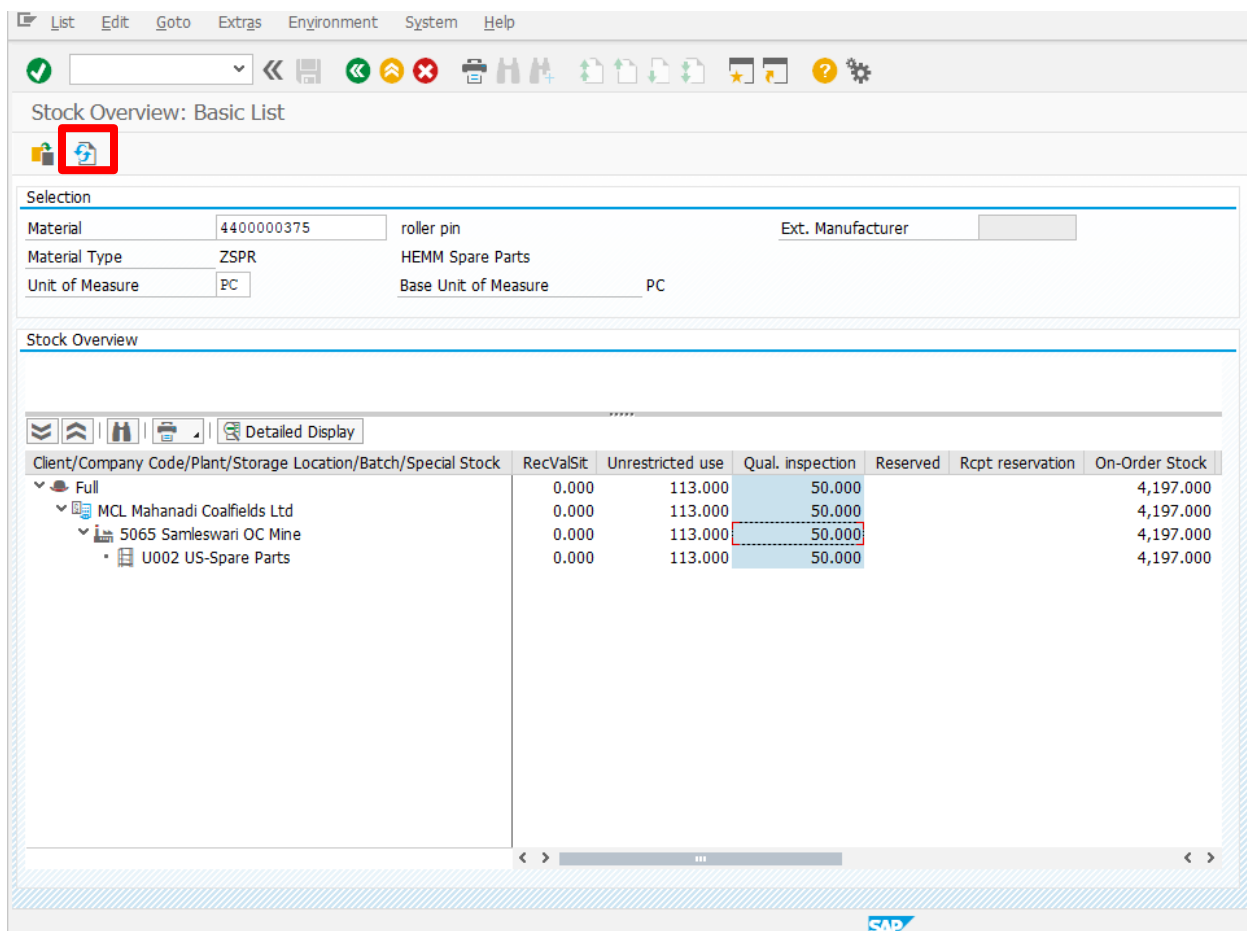 List Edit Goto Extras Environment System Help
Stock Overview: Basic List
Selection
Material 4400000375 roller pin Ext. Manufacturer
Material Type ZSPR HEMM Spare Parts
Unit of Measure PC Base Unit of Measure PC
Stock Overview
Detailed Display
Client/Company Code/Plant/Storage Location/Batch/Special Stock RecValSit Unrestricted use Qual. inspection Reserved Rcpt reservation On-Order Stock
Full 0.000 113.000 50.000 4,197.000
MCL Mahanadi Coalfields Ltd 0.000 113.000 50.000 4,197.000
5065 Samleswari OC Mine 0.000 113.000 50.000 4,197.000
U002 US-Spare Parts 0.000 113.000 50.000 4,197.000
SAP